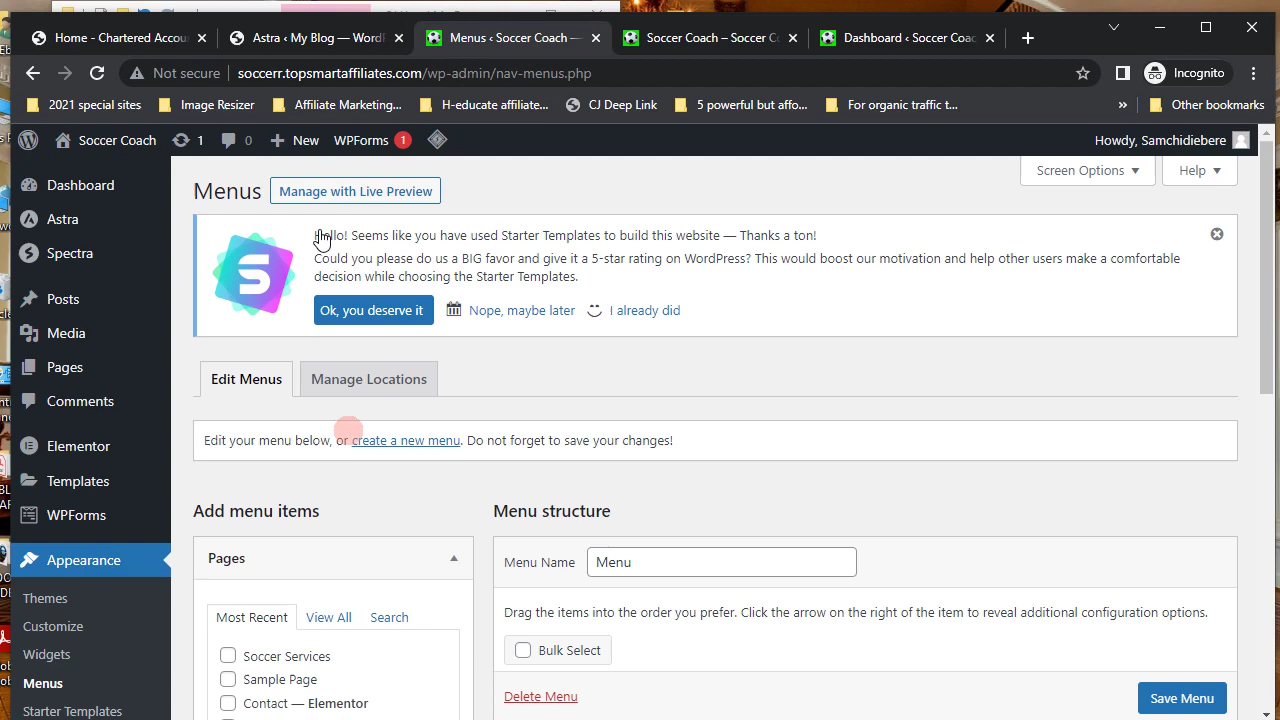 Home - Chartered Accou
Astra ‹ My Blog — WordF
Menus ‹ Soccer Coach —
Soccer Coach – Soccer C
Dashboard ‹ Soccer Coac
Not secure
soccerr.topsmartaffiliates.com/wp-admin/nav-menus.php
Incognito
2021 special sites
Image Resizer
Affiliate Marketing...
H-educate affiliate...
CJ Deep Link
5 powerful but affo...
For organic traffic t...
»
Other bookmarks
Soccer Coach
1
0
New
WPForms 1
Howdy, Samchidiebere
Dashboard
Astra
Spectra
Posts
Media
Pages
Comments
Elementor
Templates
WPForms
Appearance
Themes
Customize
Widgets
Menus
Starter Templates
Menus
Manage with Live Preview
Screen Options
Help
S
Hello! Seems like you have used Starter Templates to build this website — Thanks a ton!
Could you please do us a BIG favor and give it a 5-star rating on WordPress? This would boost our motivation and help other users make a comfortable
decision while choosing the Starter Templates.
Ok, you deserve it
Nope, maybe later
I already did
Edit Menus
Manage Locations
Edit your menu below, or create a new menu. Do not forget to save your changes!
Add menu items
Pages
Most Recent
View All
Search
Soccer Services
Sample Page
Contact — Elementor
Menu structure
Menu Name
Menu
Drag the items into the order you prefer. Click the arrow on the right of the item to reveal additional configuration options.
Bulk Select
Delete Menu
Save Menu